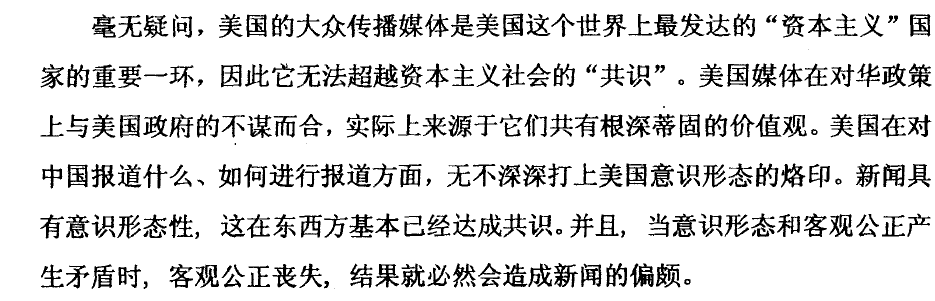 毫无疑问，美国的大众传播媒体是美国这个世界上最发达的“资本主义”国
家的重要一环，因此它无法超越资本主义社会的“共识”。美国媒体在对华政策
上与美国政府的不谋而合，实际上来源于它们共有根深蒂固的价值观。美国在对
中国报道什么、如何进行报道方面，无不深深打上美国意识形态的烙印。新闻具
有意识形态性，这在东西方基本已经达成共识。并且，当意识形态和客观公正产
生矛盾时，客观公正丧失，结果就必然会造成新闻的偏颇。